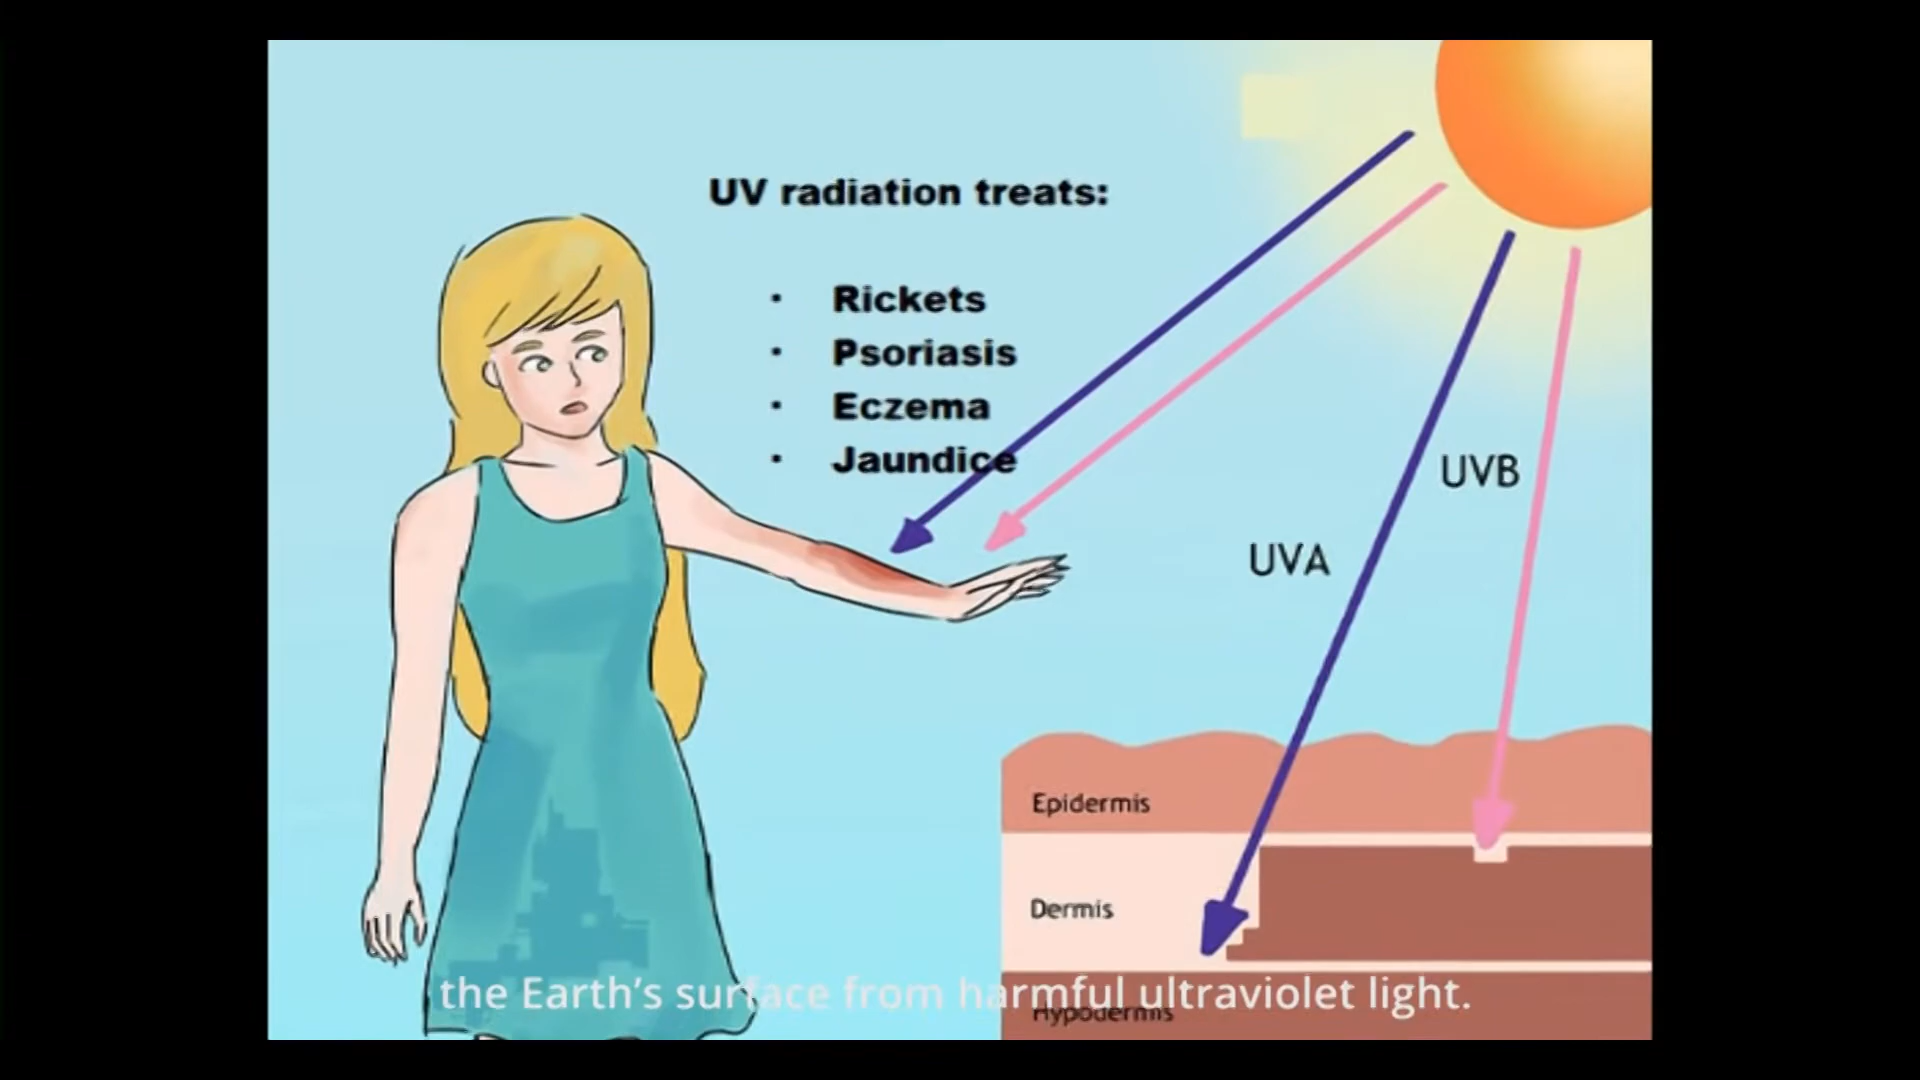 UV radiation treats:
· Rickets
· Psoriasis
· Eczema
· Jaundice
UVB
UVA
Epidermis
Dermis
Hypodermis
the Earth’s surface from harmful ultraviolet light.